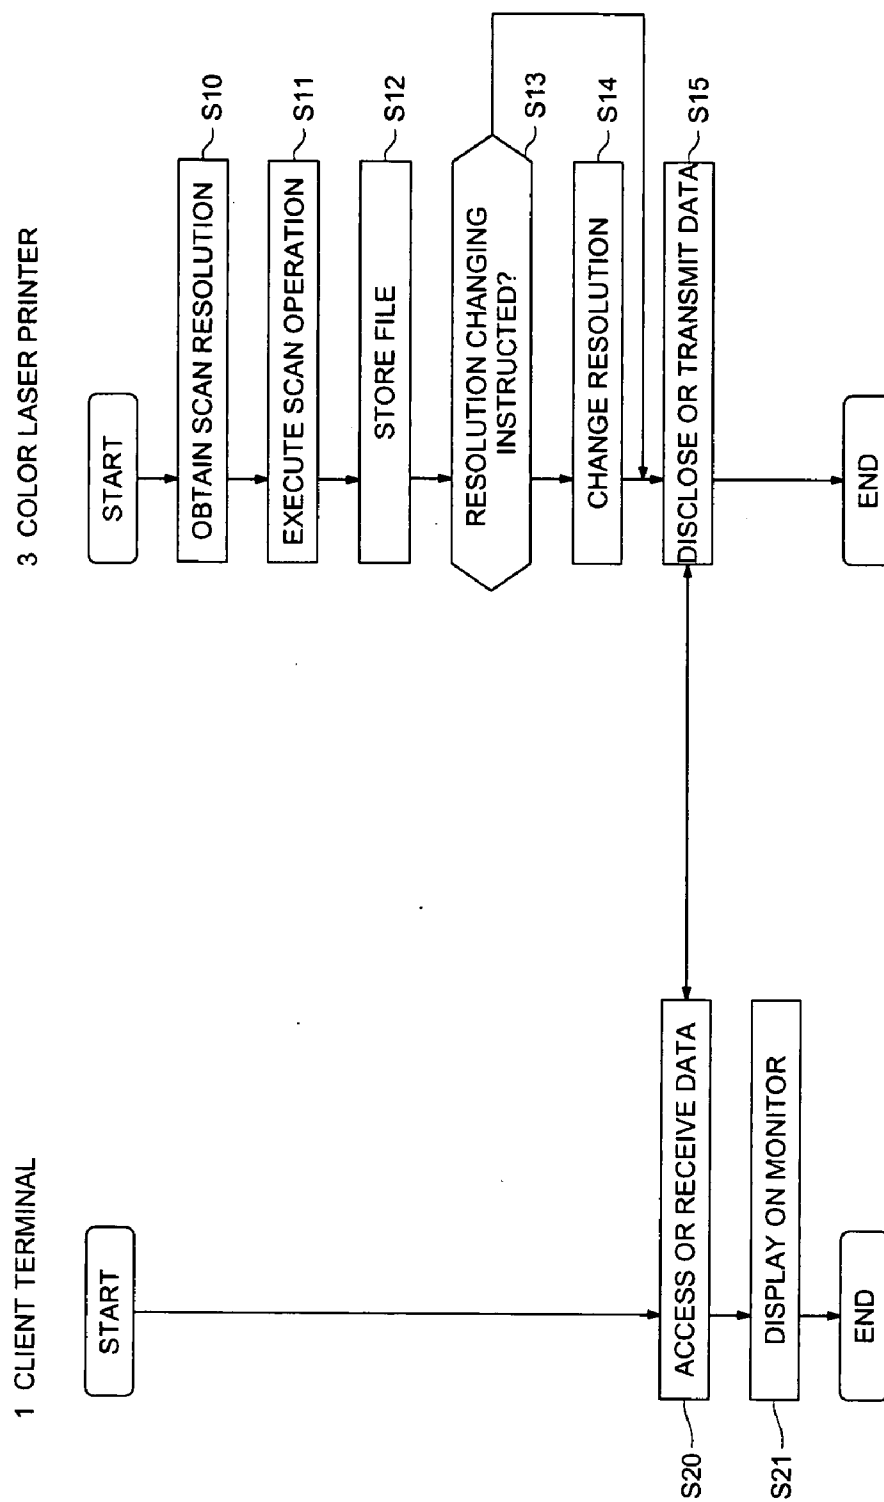 1 CLIENT TERMINAL
START
S20
ACCESS OR RECEIVE DATA
S21
DISPLAY ON MONITOR
END
3 COLOR LASER PRINTER
START
OBTAIN SCAN RESOLUTION
S10
EXECUTE SCAN OPERATION
S11
STORE FILE
S12
RESOLUTION CHANGING
INSTRUCTED?
S13
CHANGE RESOLUTION
S14
DISCLOSE OR TRANSMIT DATA
S15
END